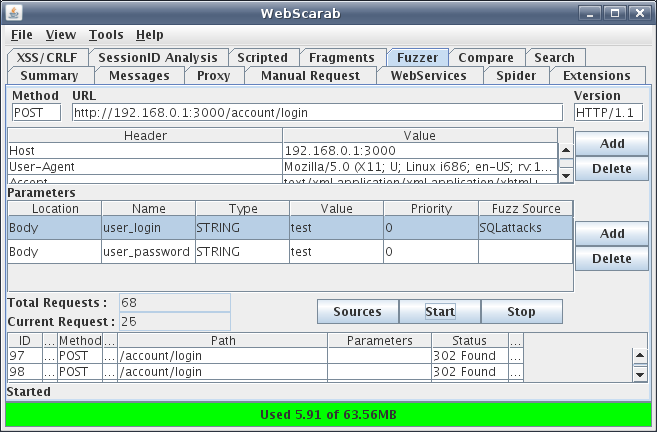 WebScarab
File View Tools Help
XSS/CRLF SessionID Analysis Scripted Fragments Fuzzer Compare Search
Summary Messages Proxy Manual Request WebServices Spider Extensions
Method URL Version
POST http://192.168.0.1:3000/account/login HTTP/1.1
Header Value
Host 192.168.0.1:3000 Add
User-Agent Mozilla/5.0 (X11; U; Linux i686; en-US; rv:1... Delete
Accept text/xml,application/xml,application/xhtml+
Parameters
Location Name Type Value Priority Fuzz Source
Body user_login STRING test 0 SQLattacks Add
Body user_password STRING test 0 Delete
Total Requests : 68 Sources Start Stop
Current Request : 26
ID ... Method ... Path Parameters Status ...
97 ... POST ... /account/login 302 Found ...
98 ... POST ... /account/login 302 Found ...
Started
Used 5.91 of 63.56MB